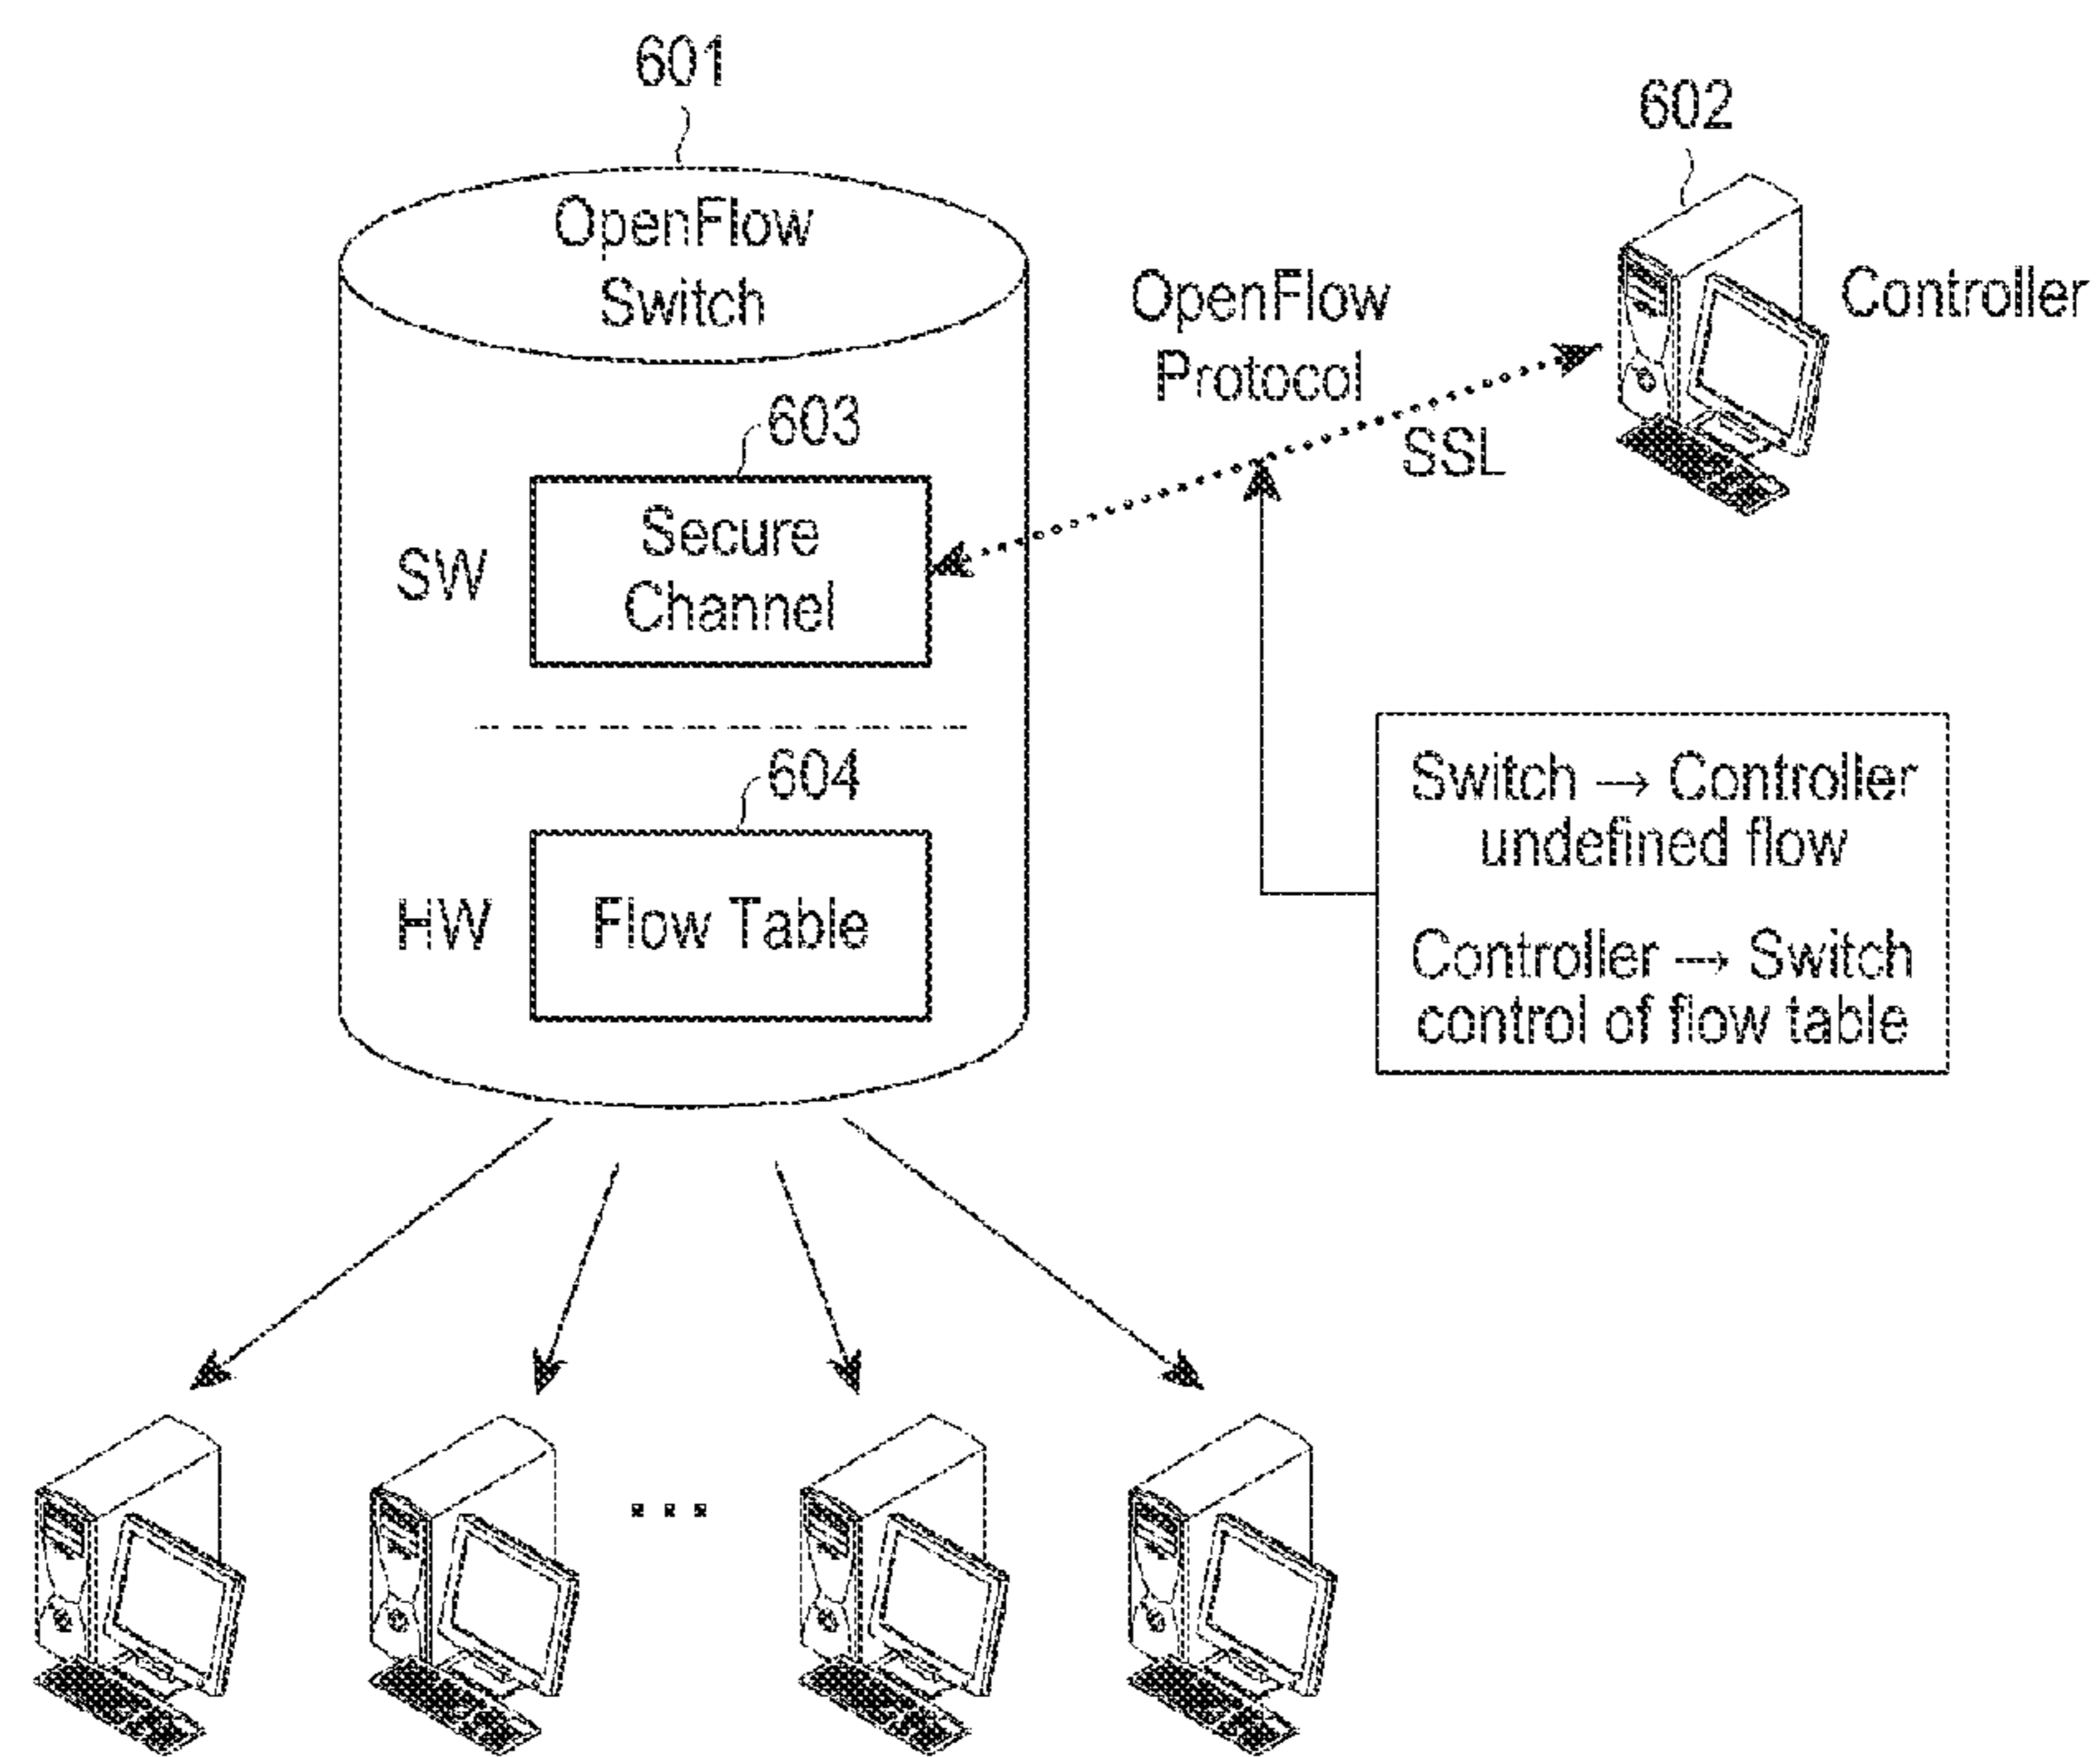 601
602
OpenFlow
Switch
OpenFlow
Protocol
SSL
Controller
603
SW
Secure
Channel
604
HW
Flow Table
Switch → Controller
undefined flow
Controller → Switch
control of flow table
...